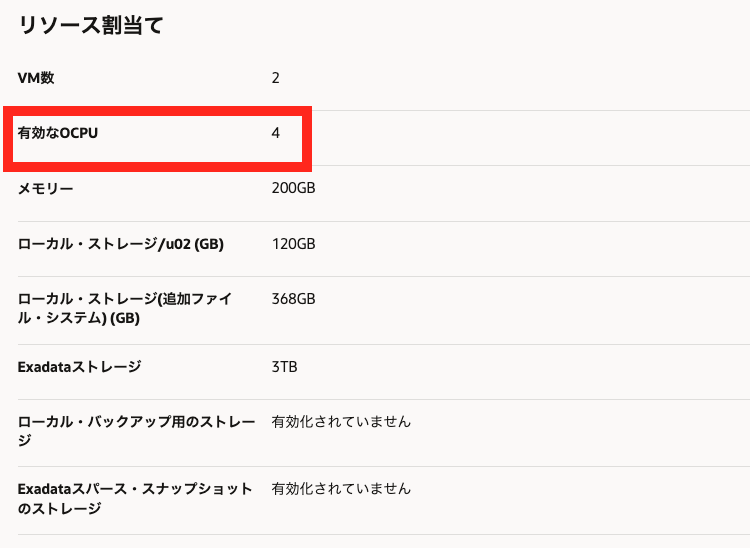 リソース割当て
VM数 2
有効なOCPU 4
メモリー 200GB
ローカル・ストレージ/u02 (GB) 120GB
ローカル・ストレージ(追加ファイ 368GB
ル・システム) (GB)
Exadataストレージ 3TB
ローカル・バックアップ用のストレー 有効化されていません
ジ
Exadataスパース・スナップショット 有効化されていません
のストレージ